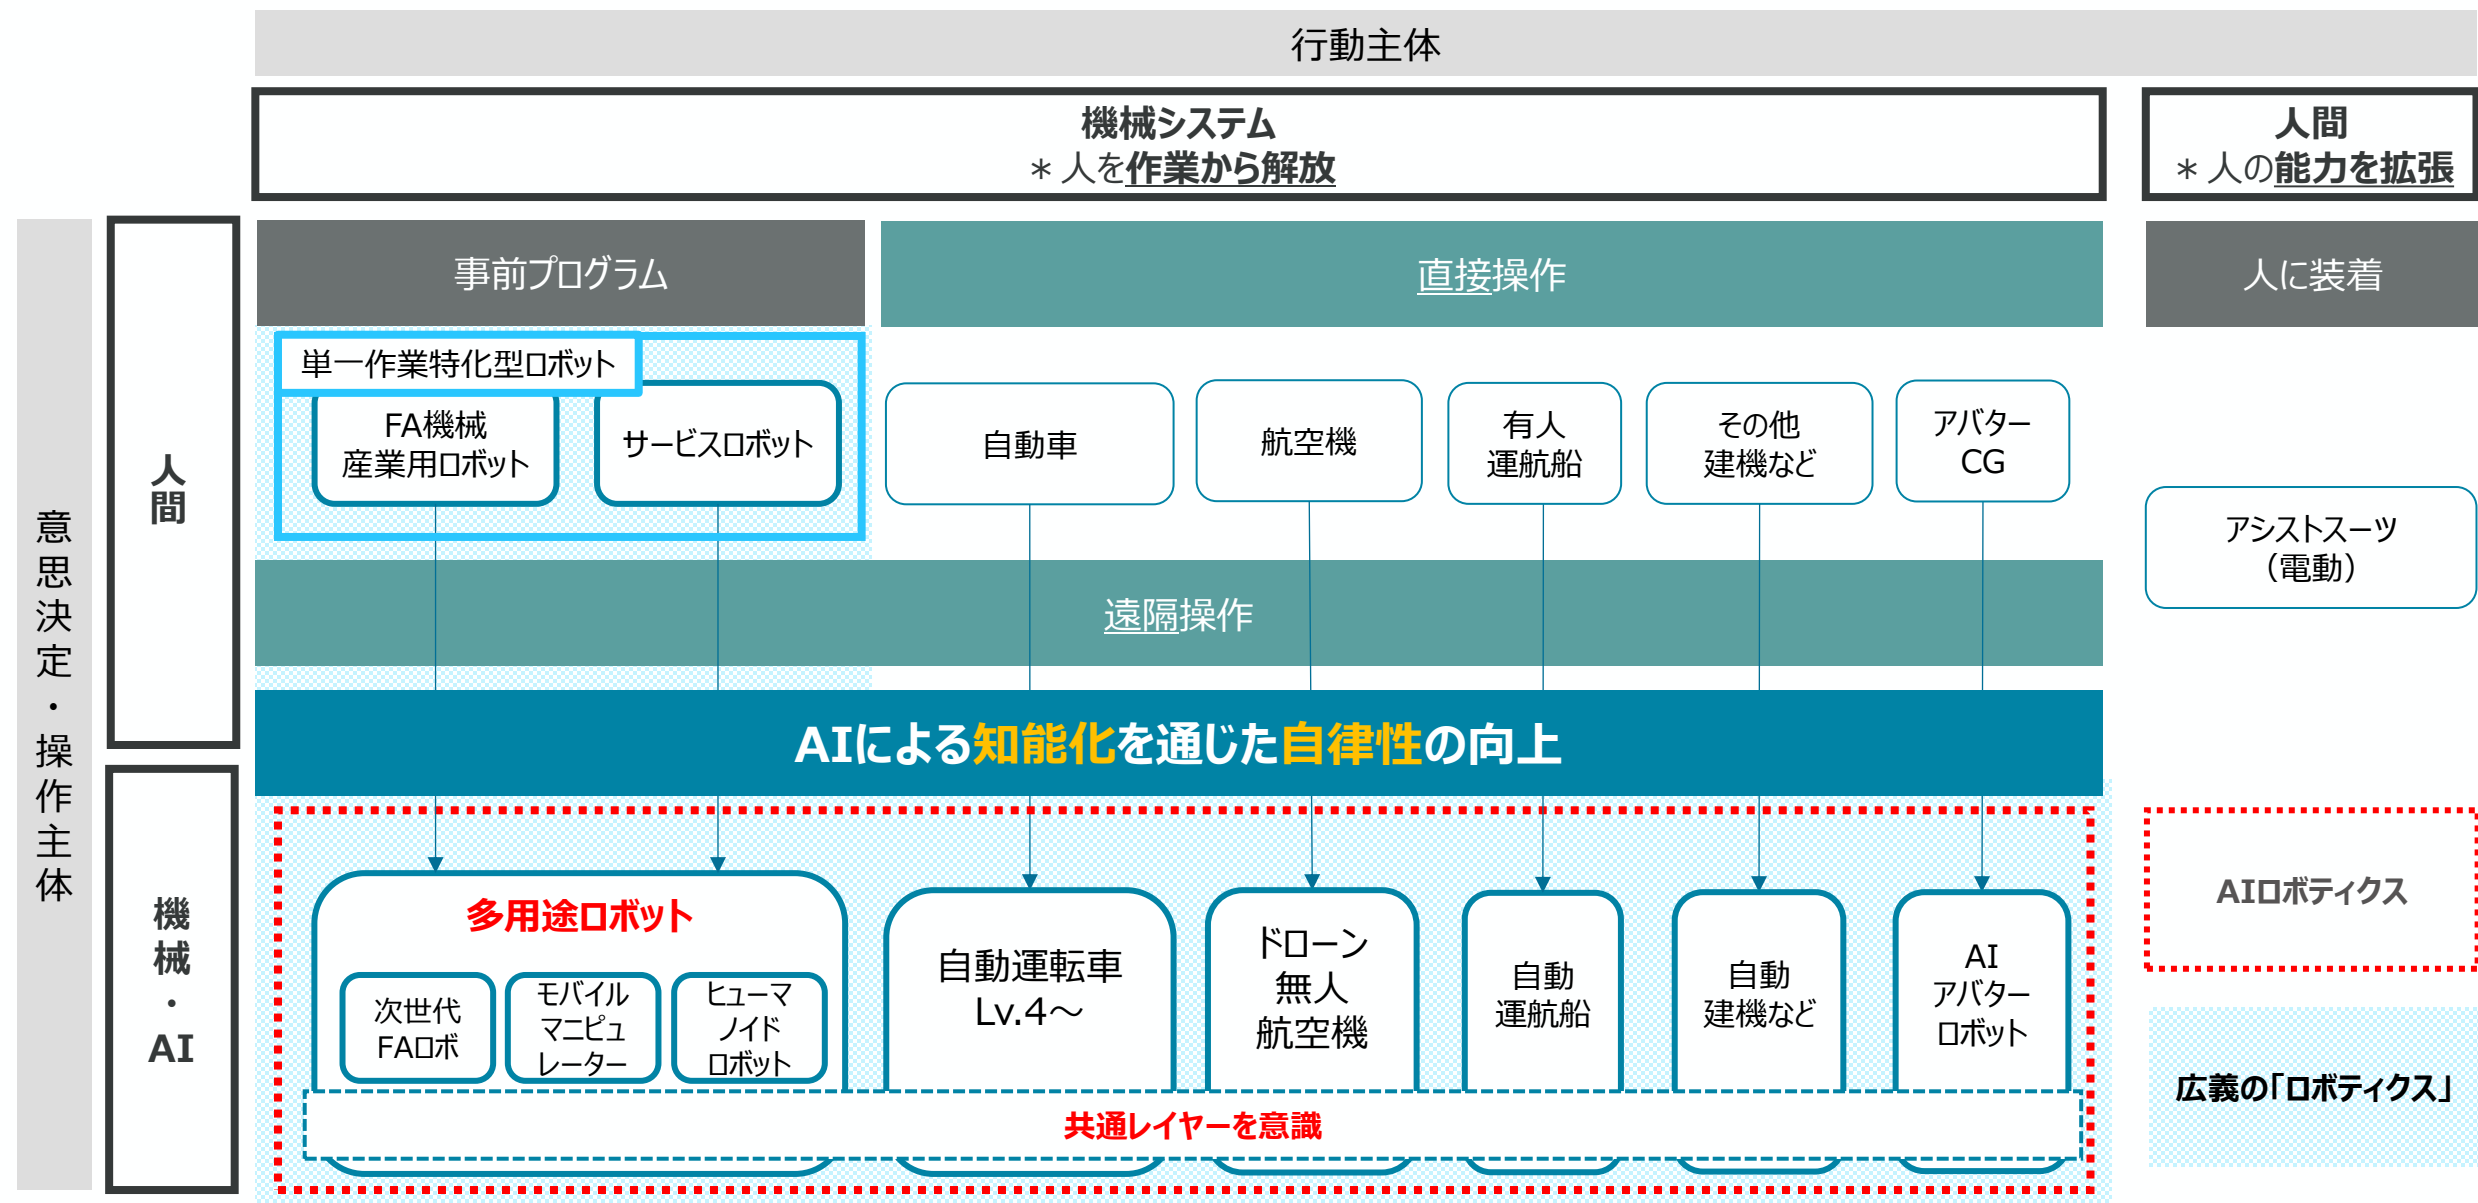 行動主体
機械システム
＊人を作業から解放
人間
＊人の能力を拡張
意思決定・操作主体
人間
事前プログラム
直接操作
人に装着
単一作業特化型ロボット
FA機械
産業用ロボット
サービスロボット
自動車
航空機
有人
運航船
その他
建機など
アバター
CG
アシストスーツ
（電動）
遠隔操作
AIによる知能化を通じた自律性の向上
機械・AI
多用途ロボット
次世代
FAロボ
モバイル
マニピュ
レーター
ヒューマ
ノイド
ロボット
自動運転車
Lv.4～
ドローン
無人
航空機
自動
運航船
自動
建機など
AI
アバター
ロボット
共通レイヤーを意識
AIロボティクス
広義の「ロボティクス」